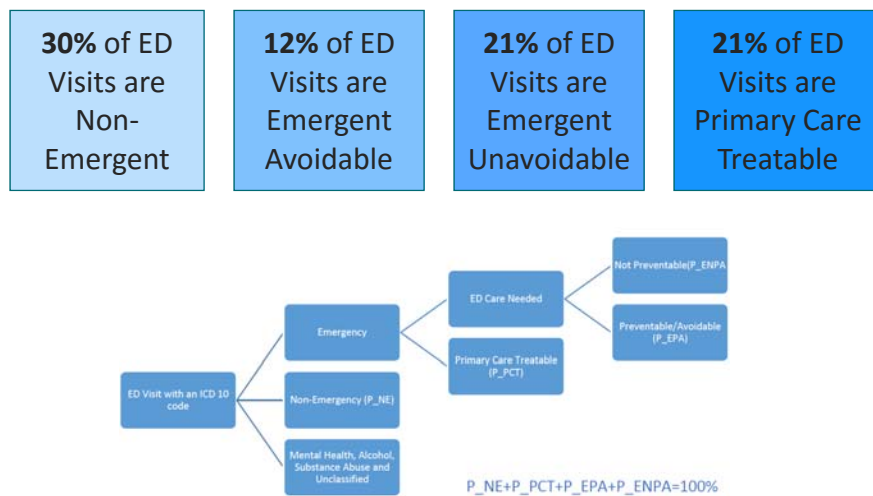 30% of ED
Visits are
Non-
Emergent
12% of ED
Visits are
Emergent
Avoidable
21% of ED
Visits are
Emergent
Unavoidable
21% of ED
Visits are
Primary Care
Treatable
ED Visit with an ICD 10
code
Emergency
Non-Emergency (P_NE)
Mental Health, Alcohol,
Substance Abuse and
Unclassified
ED Care Needed
Primary Care Treatable
(P_PCT)
Not Preventable(P_ENPA
Preventable/Avoidable
(P_EPA)
P_NE+P_PCT+P_EPA+P_ENPA=100%